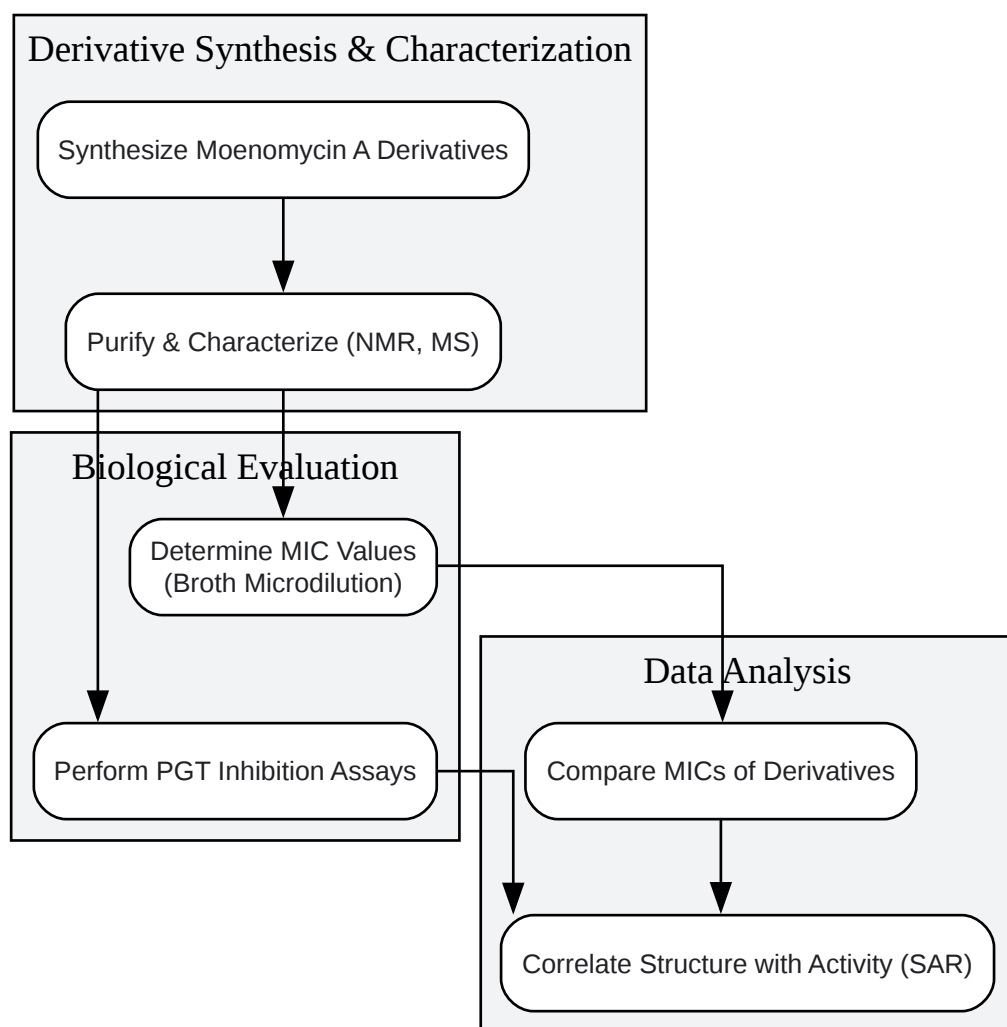 Derivative Synthesis & Characterization
Synthesize Moenomycin A Derivatives
Purify & Characterize (NMR, MS)
Biological Evaluation
Determine MIC Values
(Broth Microdilution)
Perform PGT Inhibition Assays
Data Analysis
Compare MICs of Derivatives
Correlate Structure with Activity (SAR)